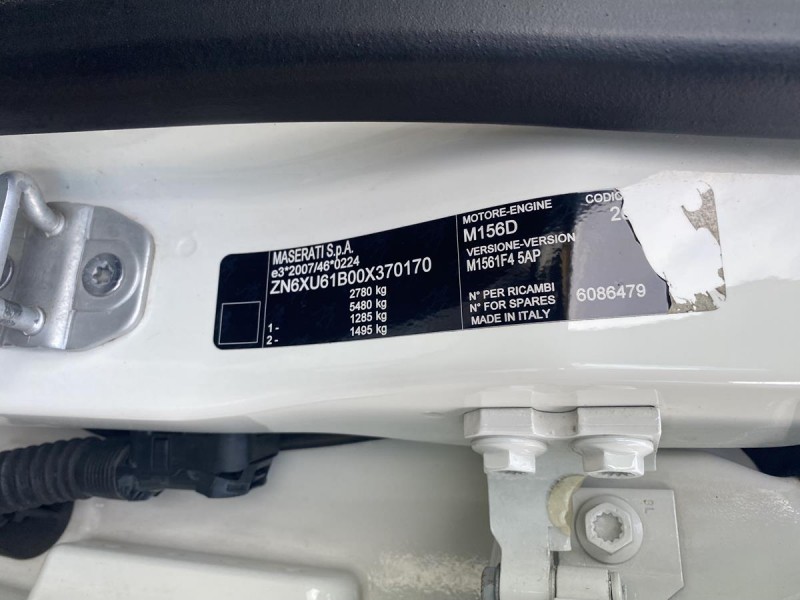 MASERATI S.p.A.
e3*2007/46*0224
ZN6XU61B00X370170
2780 kg
5480 kg
1- 1285 kg
2- 1495 kg
MOTORE-ENGINE
M156D
VERSIONE-VERSION
M1561F4 5AP
N° PER RICAMBI
N° FOR SPARES 6086479
MADE IN ITALY